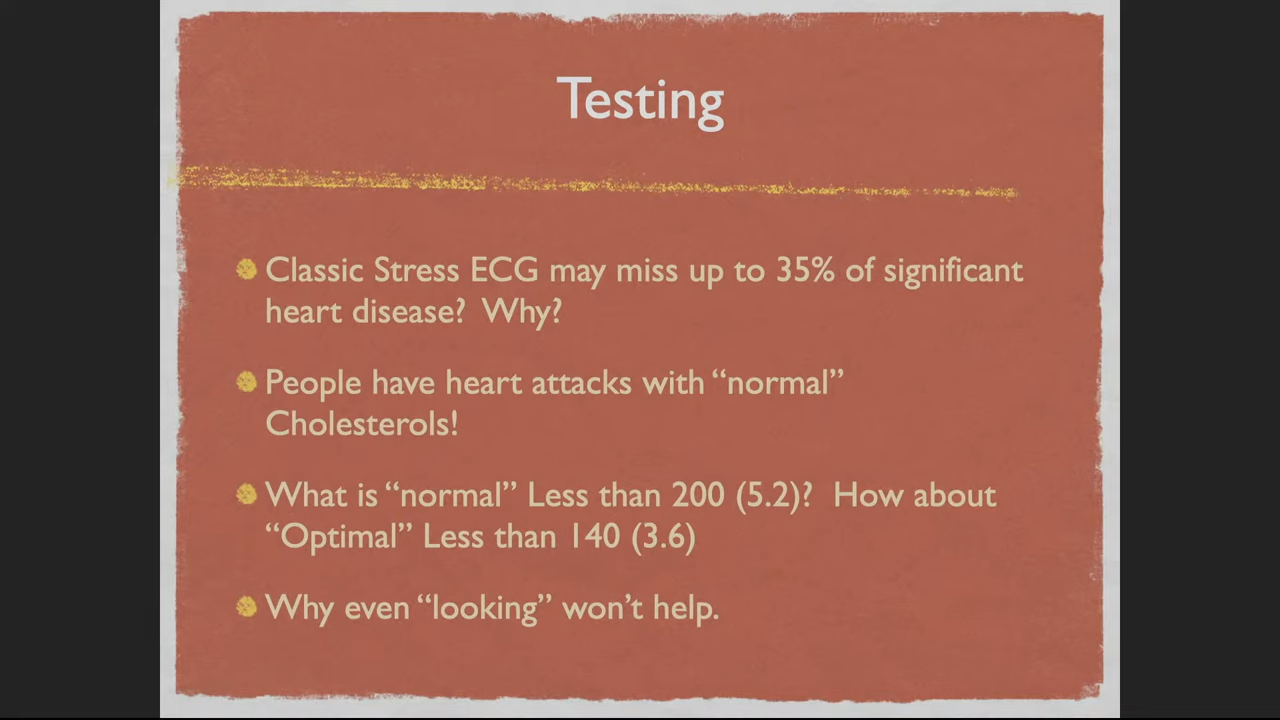 Testing
Classic Stress ECG may miss up to 35% of significant
heart disease?  Why?
People have heart attacks with “normal”
Cholesterols!
What is “normal” Less than 200 (5.2)?  How about
“Optimal” Less than 140 (3.6)
Why even “looking” won’t help.